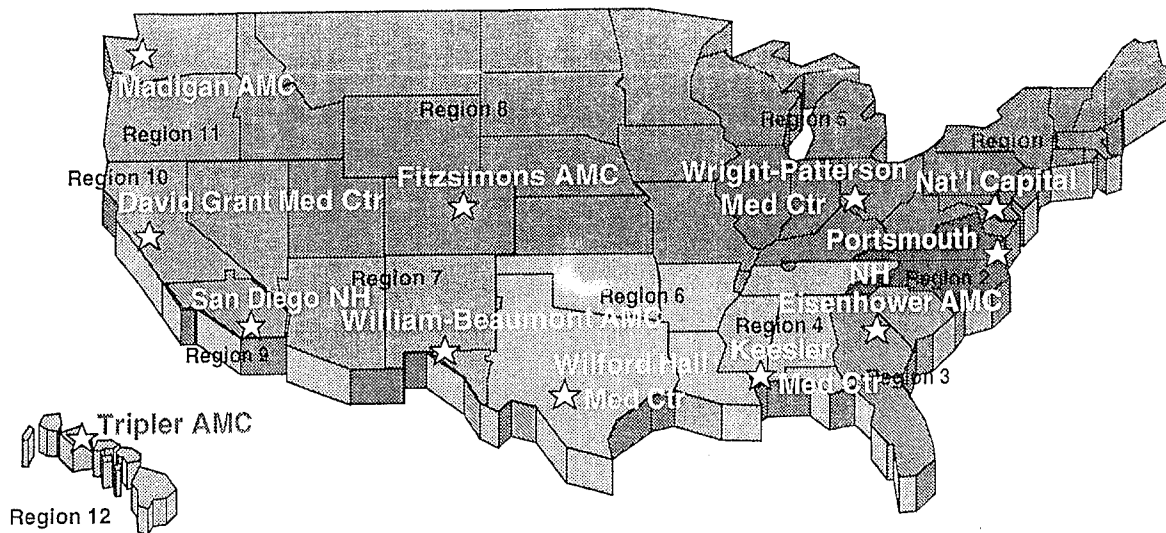 Madigan AMC
Region 11
Region 8
Region 5
Region 1
Region 10
David Grant Med Ctr
Fitzsimons AMC
Wright-Patterson
Med Ctr
Nat'l Capital
Portsmouth
NH
Region 2
Region 7
San Diego NH
William-Beaumont AMC
Region 6
Eisenhower AMC
Region 4
Region 9
Wilford Hall
Med Ctr
Keesler
Med Ctr
Region 3
Tripler AMC
Region 12